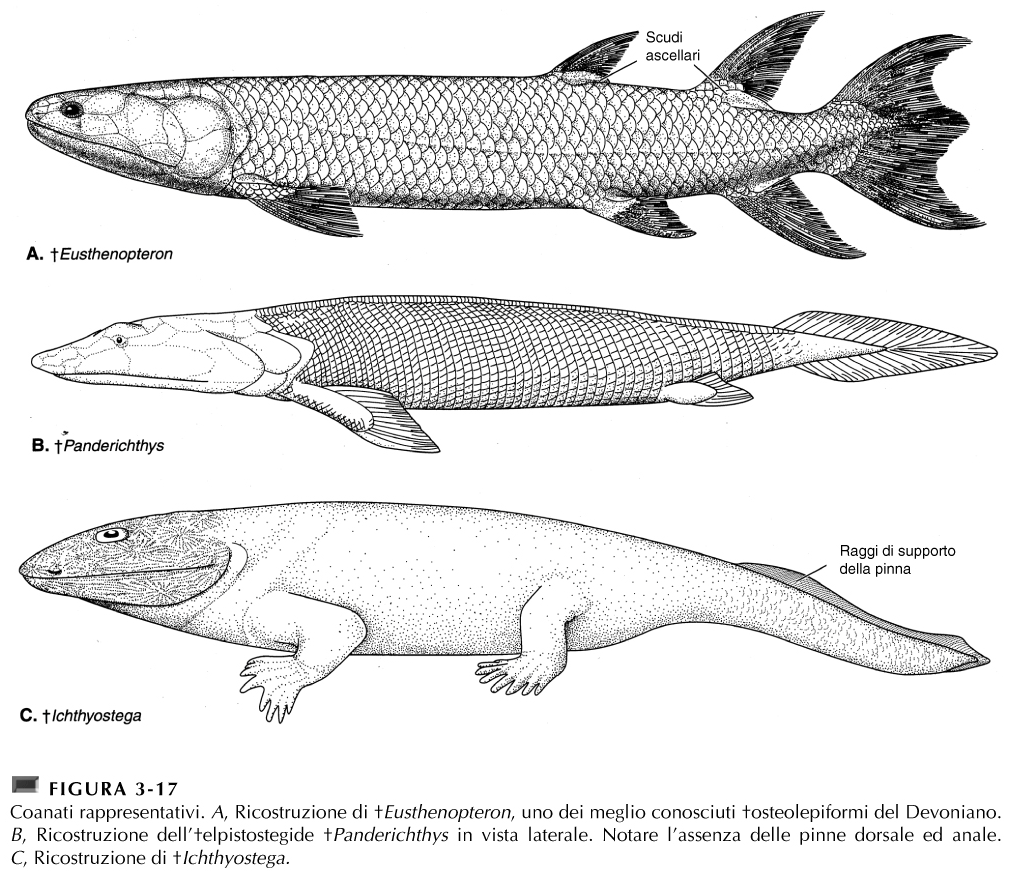 Scudi
ascellari
A. †Eusthenopteron
B. †Panderichthys
Raggi di supporto
della pinna
C. †Ichthyostega
FIGURA 3-17
Coanati rappresentativi. A, Ricostruzione di †Eusthenopteron, uno dei meglio conosciuti †osteolepiformi del Devoniano.
B, Ricostruzione dell'†elpistostegide †Panderichthys in vista laterale. Notare l'assenza delle pinne dorsale ed anale.
C, Ricostruzione di †Ichthyostega.